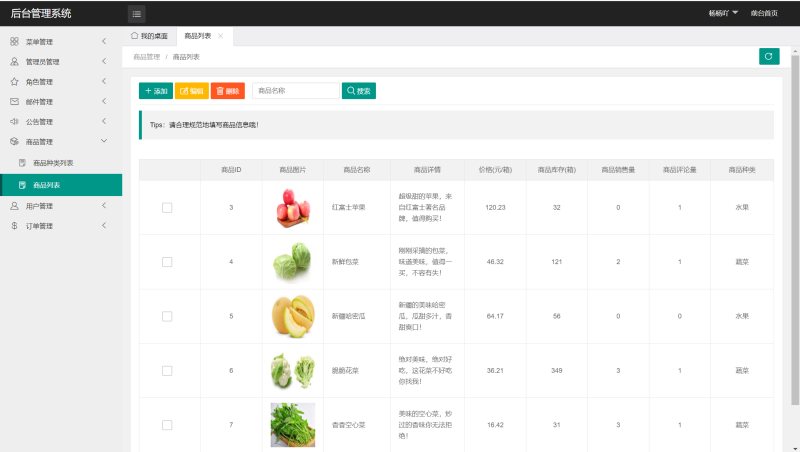 后台管理系统
杨杨吖 前台首页
菜单管理
管理员管理
角色管理
邮件管理
公告管理
商品管理
商品种类列表
商品列表
用户管理
订单管理
我的桌面 商品列表
商品管理 / 商品列表
添加 编辑 删除 商品名称 搜索
Tips：请合理规范地填写商品信息哦！
商品ID 商品图片 商品名称 商品详情 价格(元/箱) 商品库存(箱) 商品销售量 商品评论量 商品种类
3 红富士苹果 超级甜的苹果，来 120.23 32 0 1 水果
自红富士著名品
牌，值得购买！
4 新鲜包菜 刚刚采摘的包菜， 46.32 121 2 1 蔬菜
味道美味，值得一
买，不容有失！
5 新疆哈密瓜 新疆的美味哈密 64.17 56 0 0 水果
瓜，瓜甜多汁，香
甜爽口！
6 脆脆花菜 绝对美味，绝对好 36.21 349 3 1 蔬菜
吃，这花菜不好吃
你找我！
7 香香空心菜 美味的空心菜，炒 16.42 31 3 1 蔬菜
过的香味你无法拒
绝！